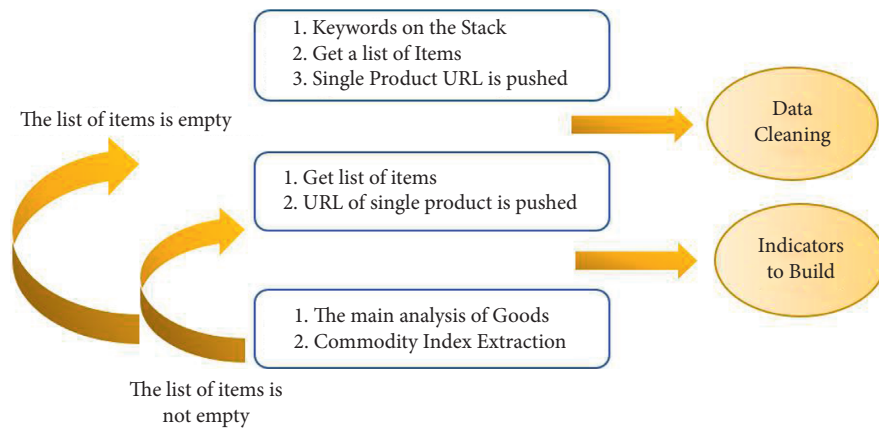 1. Keywords on the Stack
2. Get a list of Items
3. Single Product URL is pushed
The list of items is empty
Data
Cleaning
1. Get list of items
2. URL of single product is pushed
Indicators
to Build
1. The main analysis of Goods
2. Commodity Index Extraction
The list of items is
not empty